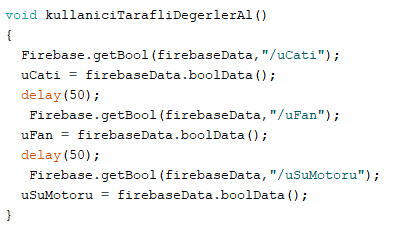 void kullaniciTarafliDegerlerAl()
{
  Firebase.getBool(firebaseData,"/uCati");
  uCati = firebaseData.boolData();
  delay(50);
   Firebase.getBool(firebaseData,"/uFan");
  uFan = firebaseData.boolData();
  delay(50);
   Firebase.getBool(firebaseData,"/uSuMotoru");
  uSuMotoru = firebaseData.boolData();
}